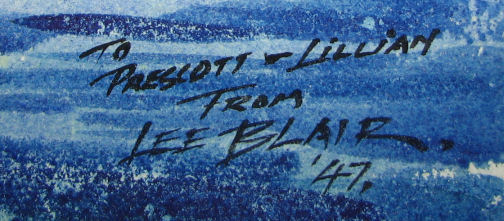 TO
PRESCOTT & LILLIAN
FROM
LEE BLAIR.
'47.